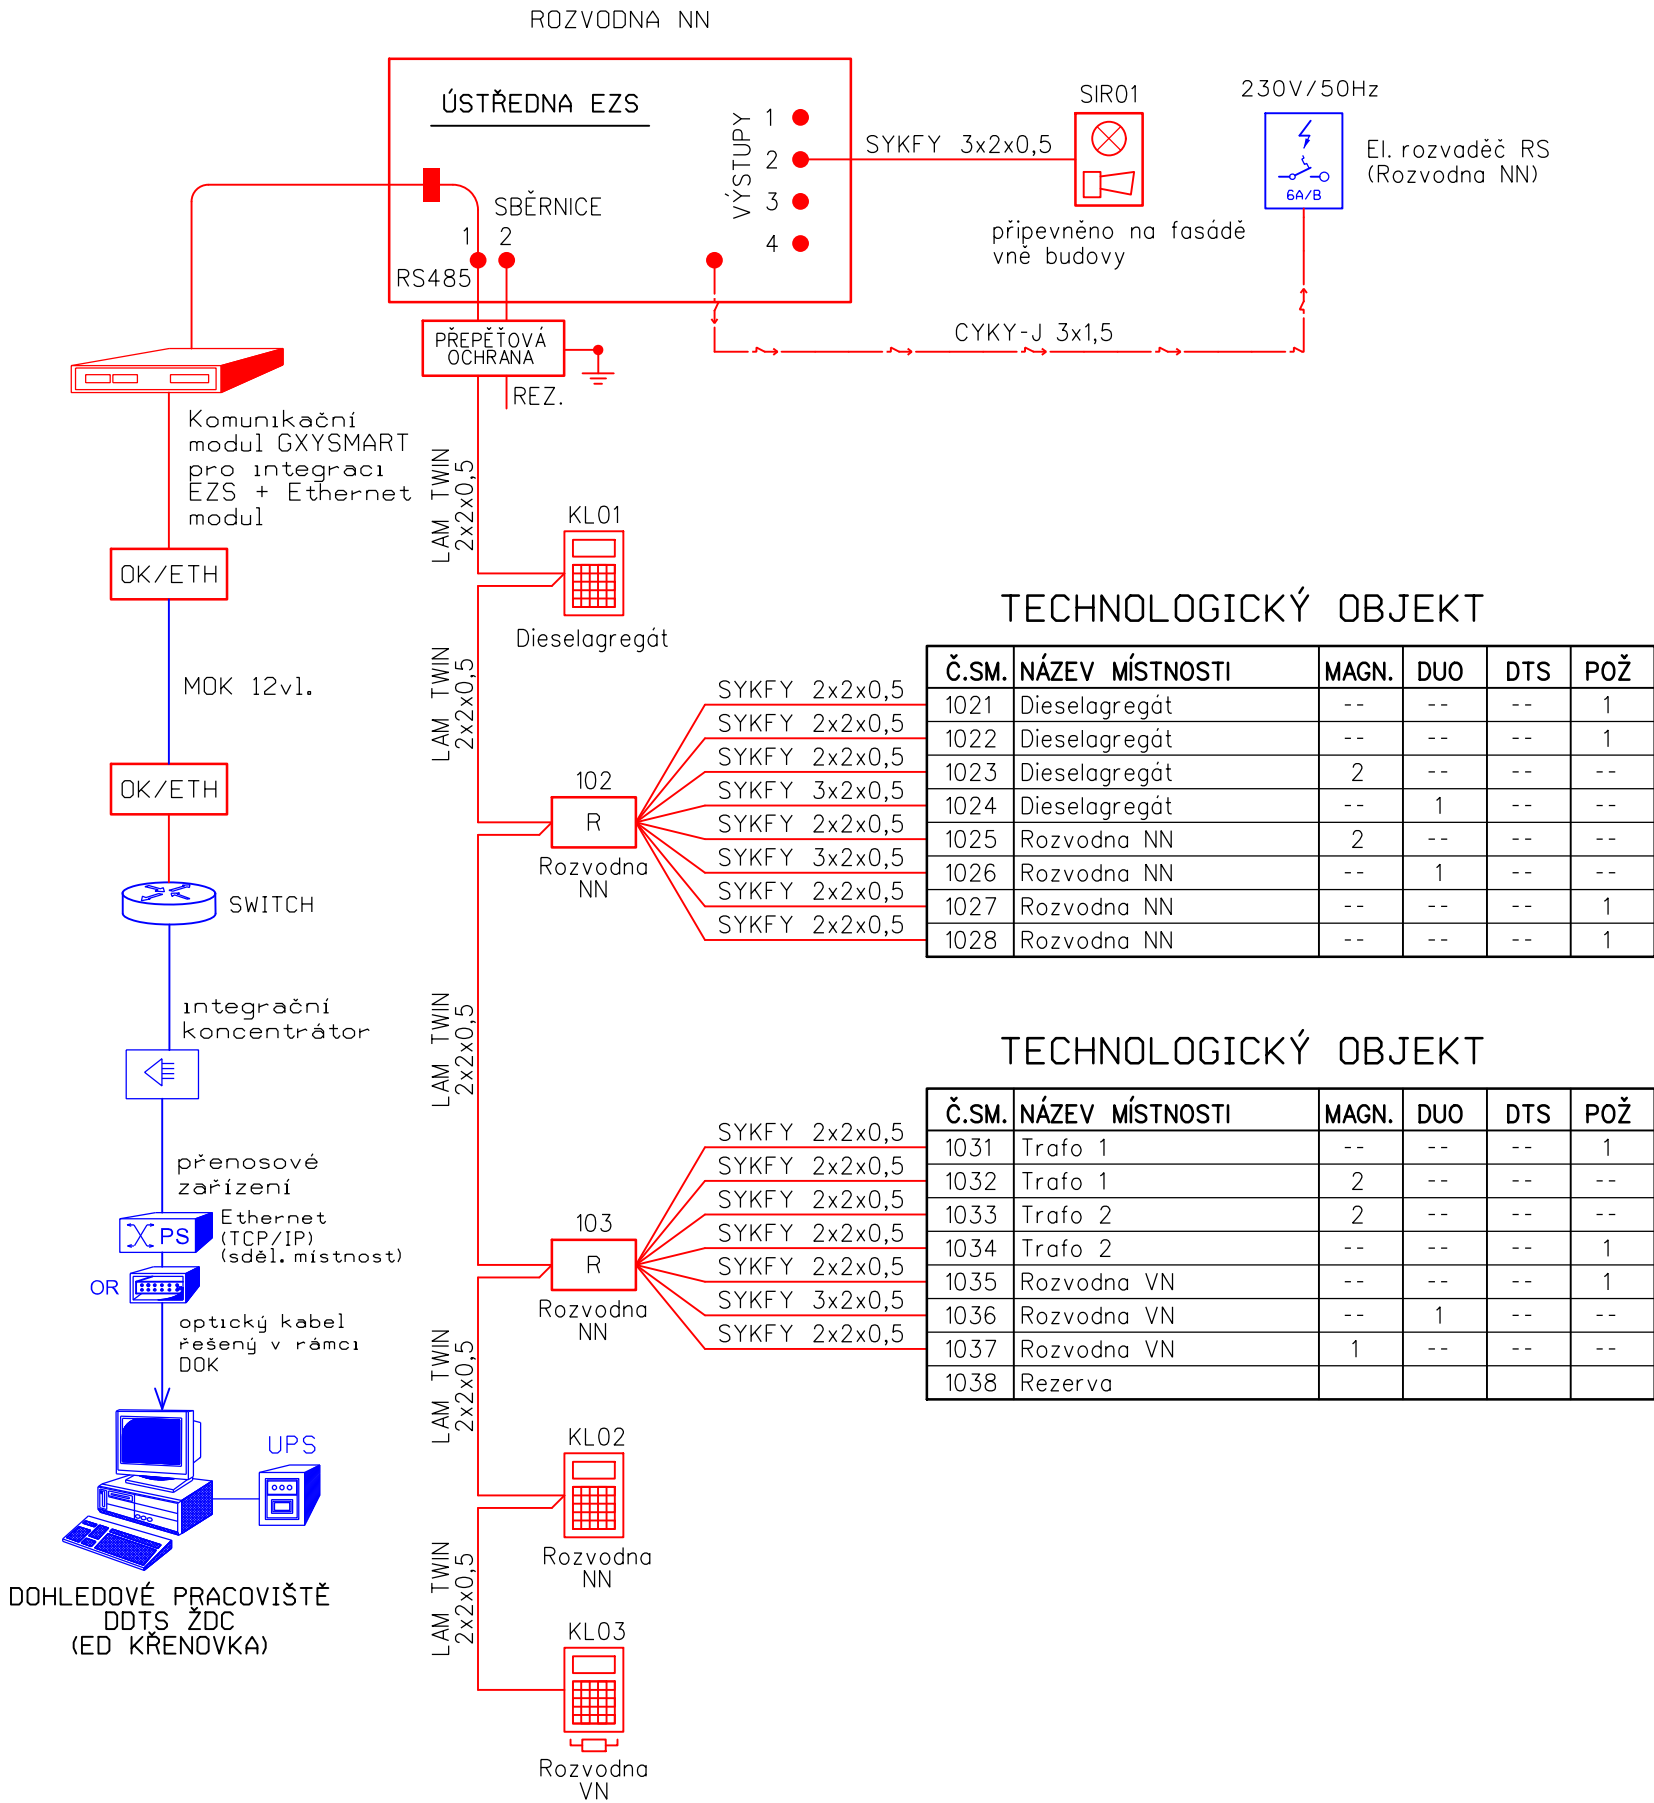 ROZVODNA NN
ÚSTŘEDNA EZS
VÝSTUPY
1
2
3
4
SBĚRNICE
1 2
RS485
SYKFY 3x2x0,5
SIR01
připevněno na fasádě
vně budovy
230V/50Hz
6A/B
El. rozvaděč RS
(Rozvodna NN)
CYKY-J 3x1,5
PŘEPĚŤOVÁ
OCHRANA
REZ.
Komunikační
modul GXYSMART
pro integraci
EZS + Ethernet
modul
OK/ETH
MOK 12vl.
OK/ETH
SWITCH
integrační
koncentrátor
přenosové
zařízení
PS
Ethernet
(TCP/IP)
(sděl. místnost)
OR
optický kabel
řešený v rámci
DOK
UPS
DOHLEDOVÉ PRACOVIŠTĚ
DDTS ŽDC
(ED KŘENOVKA)
LAM TWIN
2x2x0,5
KL01
Dieselagregát
LAM TWIN
2x2x0,5
102
R
Rozvodna
NN
LAM TWIN
2x2x0,5
103
R
Rozvodna
NN
LAM TWIN
2x2x0,5
KL02
Rozvodna
NN
LAM TWIN
2x2x0,5
KL03
Rozvodna
VN
TECHNOLOGICKÝ OBJEKT
Č.SM. NÁZEV MÍSTNOSTI MAGN. DUO DTS POŽ
SYKFY 2x2x0,5 1021 Dieselagregát -- -- -- 1
SYKFY 2x2x0,5 1022 Dieselagregát -- -- -- 1
SYKFY 2x2x0,5 1023 Dieselagregát 2 -- -- --
SYKFY 3x2x0,5 1024 Dieselagregát -- 1 -- --
SYKFY 2x2x0,5 1025 Rozvodna NN 2 -- -- --
SYKFY 3x2x0,5 1026 Rozvodna NN -- 1 -- --
SYKFY 2x2x0,5 1027 Rozvodna NN -- -- -- 1
SYKFY 2x2x0,5 1028 Rozvodna NN -- -- -- 1
TECHNOLOGICKÝ OBJEKT
Č.SM. NÁZEV MÍSTNOSTI MAGN. DUO DTS POŽ
SYKFY 2x2x0,5 1031 Trafo 1 -- -- -- 1
SYKFY 2x2x0,5 1032 Trafo 1 2 -- -- --
SYKFY 2x2x0,5 1033 Trafo 2 2 -- -- --
SYKFY 2x2x0,5 1034 Trafo 2 -- -- -- 1
SYKFY 2x2x0,5 1035 Rozvodna VN -- -- -- 1
SYKFY 3x2x0,5 1036 Rozvodna VN -- 1 -- --
SYKFY 2x2x0,5 1037 Rozvodna VN 1 -- -- --
1038 Rezerva